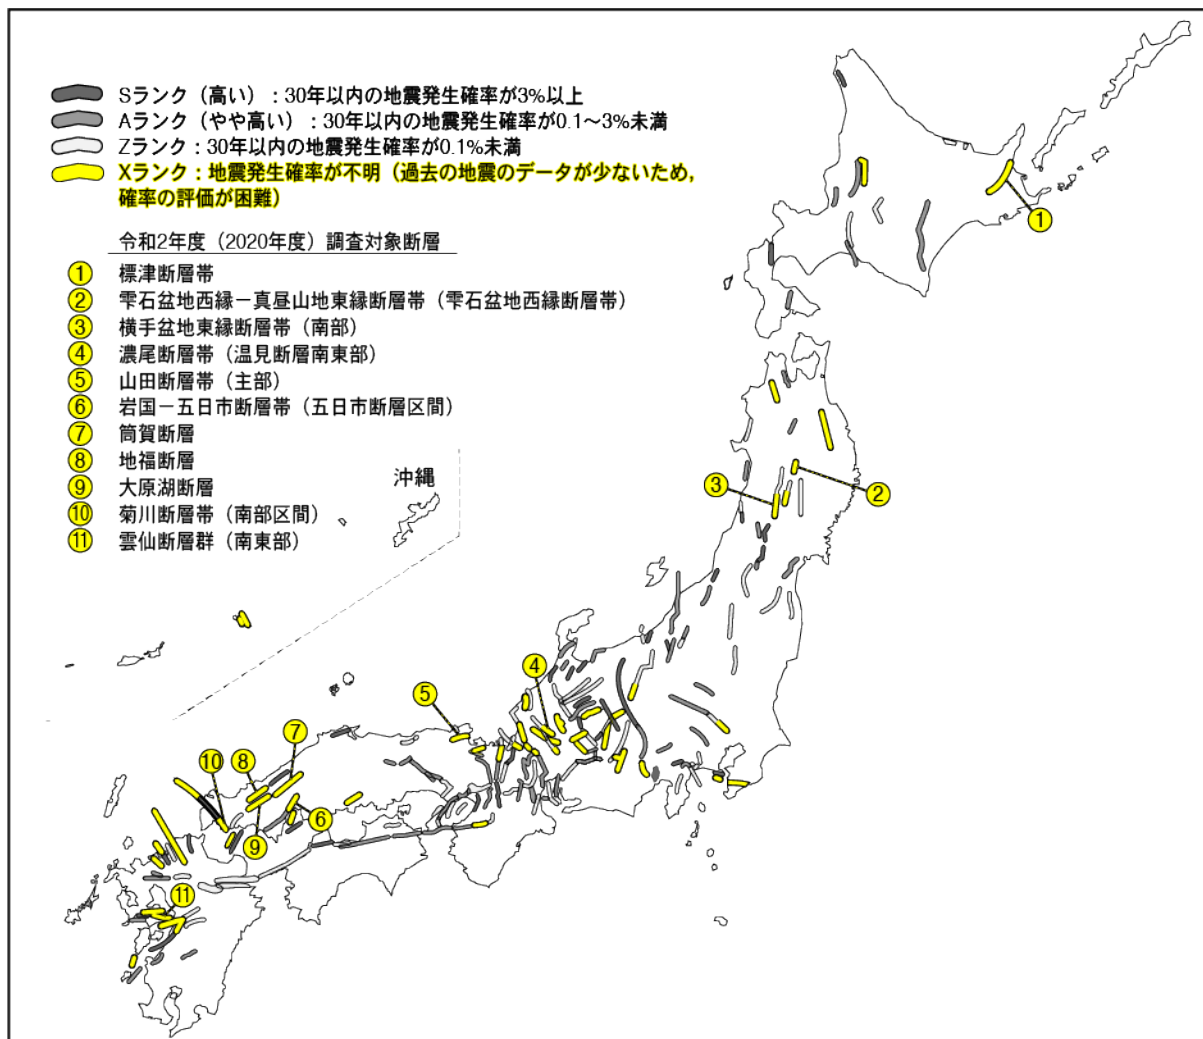 Sランク（高い）：30年以内の地震発生確率が3%以上
Aランク（やや高い）：30年以内の地震発生確率が0.1～3%未満
Zランク：30年以内の地震発生確率が0.1%未満
Xランク：地震発生確率が不明（過去の地震のデータが少ないため，
確率の評価が困難）
令和2年度（2020年度）調査対象断層
① 標津断層帯
② 雫石盆地西縁－真昼山地東縁断層帯（雫石盆地西縁断層帯）
③ 横手盆地東縁断層帯（南部）
④ 濃尾断層帯（温見断層南東部）
⑤ 山田断層帯（主部）
⑥ 岩国－五日市断層帯（五日市断層区間）
⑦ 筒賀断層
⑧ 地福断層
⑨ 大原湖断層
⑩ 菊川断層帯（南部区間）
⑪ 雲仙断層群（南東部）
沖縄
①
②
③
④
⑤
⑦
⑩
⑧
⑥
⑨
⑪